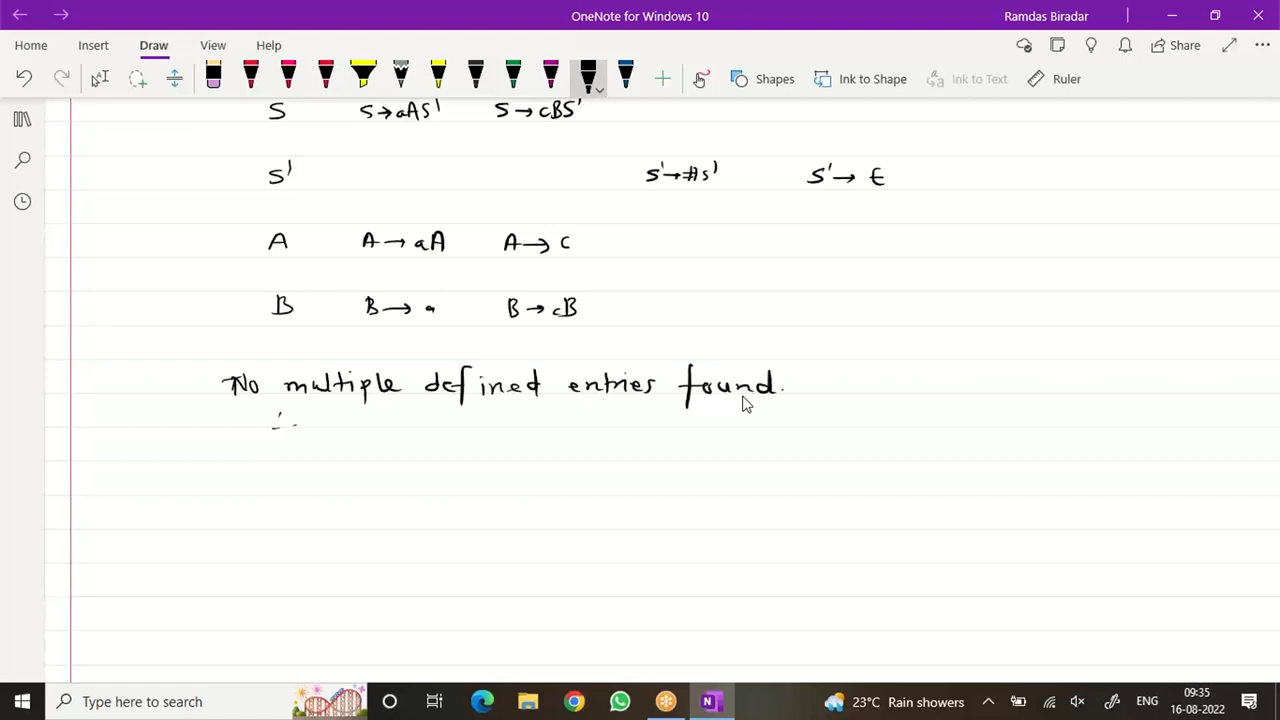 OneNote for Windows 10
Ramdas Biradar
Home Insert Draw View Help
Share
Shapes Ink to Shape Ink to Text Ruler
S S→aAS' S→cBS'
S' S'→#S' S'→ ε
A A→aA A→c
B B→a B→cB
No multiple defined entries found.
∴
Type here to search
23°C Rain showers ENG 09:35
16-08-2022